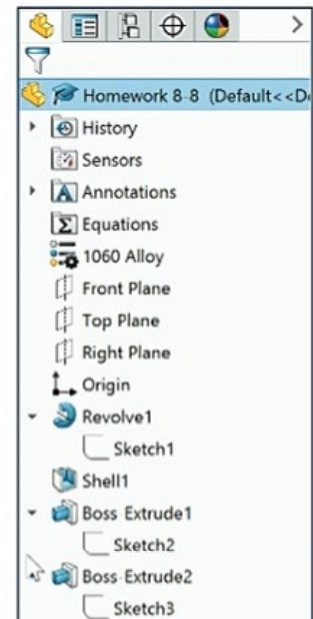 Homework 8-8 (Default<<De
History
Sensors
Annotations
Equations
1060 Alloy
Front Plane
Top Plane
Right Plane
Origin
Revolve1
Sketch1
Shell1
Boss Extrude1
Sketch2
Boss-Extrude2
Sketch3